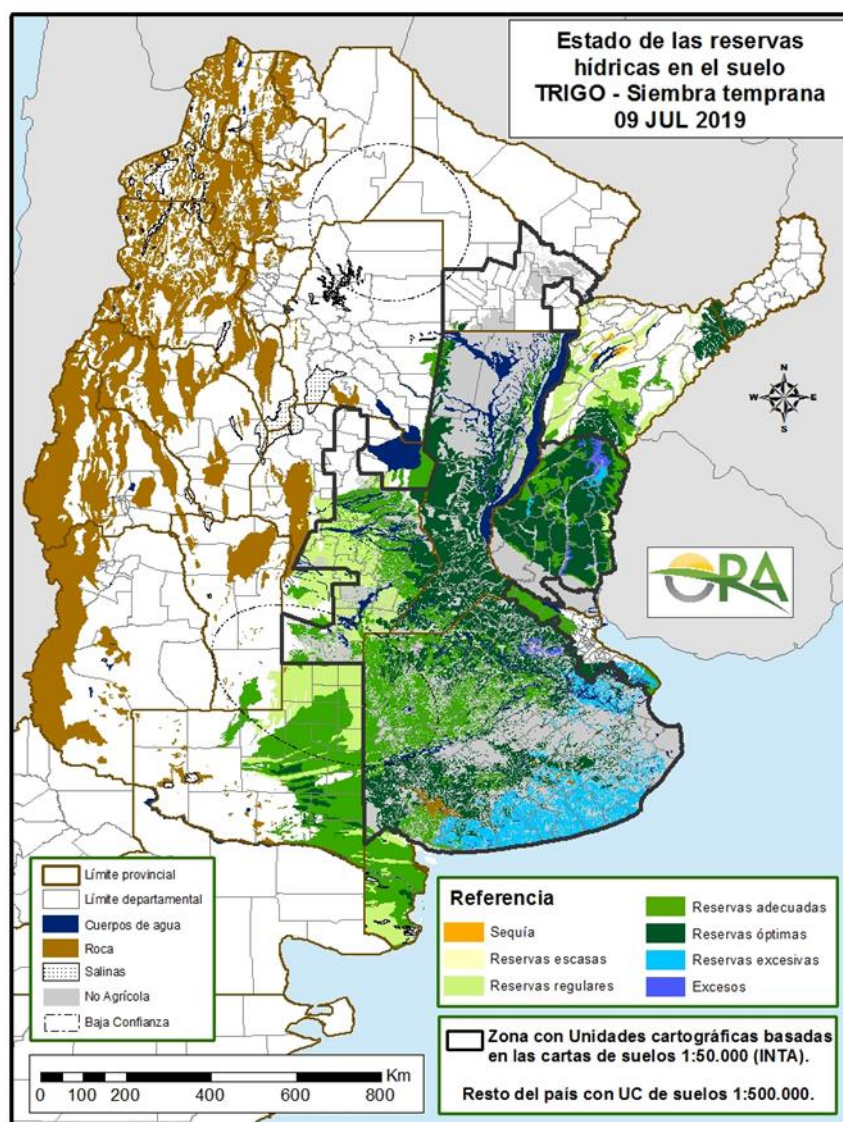 Estado de las reservas
hídricas en el suelo
TRIGO - Siembra temprana
09 JUL 2019
N
W E
S
ORA
Límite provincial
Límite departamental
Cuerpos de agua
Roca
Salinas
No Agrícola
Baja Confianza
Referencia
Sequía
Reservas escasas
Reservas regulares
Reservas adecuadas
Reservas óptimas
Reservas excesivas
Excesos
Km
0 100 200 400 600 800
Zona con Unidades cartográficas basadas
en las cartas de suelos 1:50.000 (INTA).
Resto del país con UC de suelos 1:500.000.